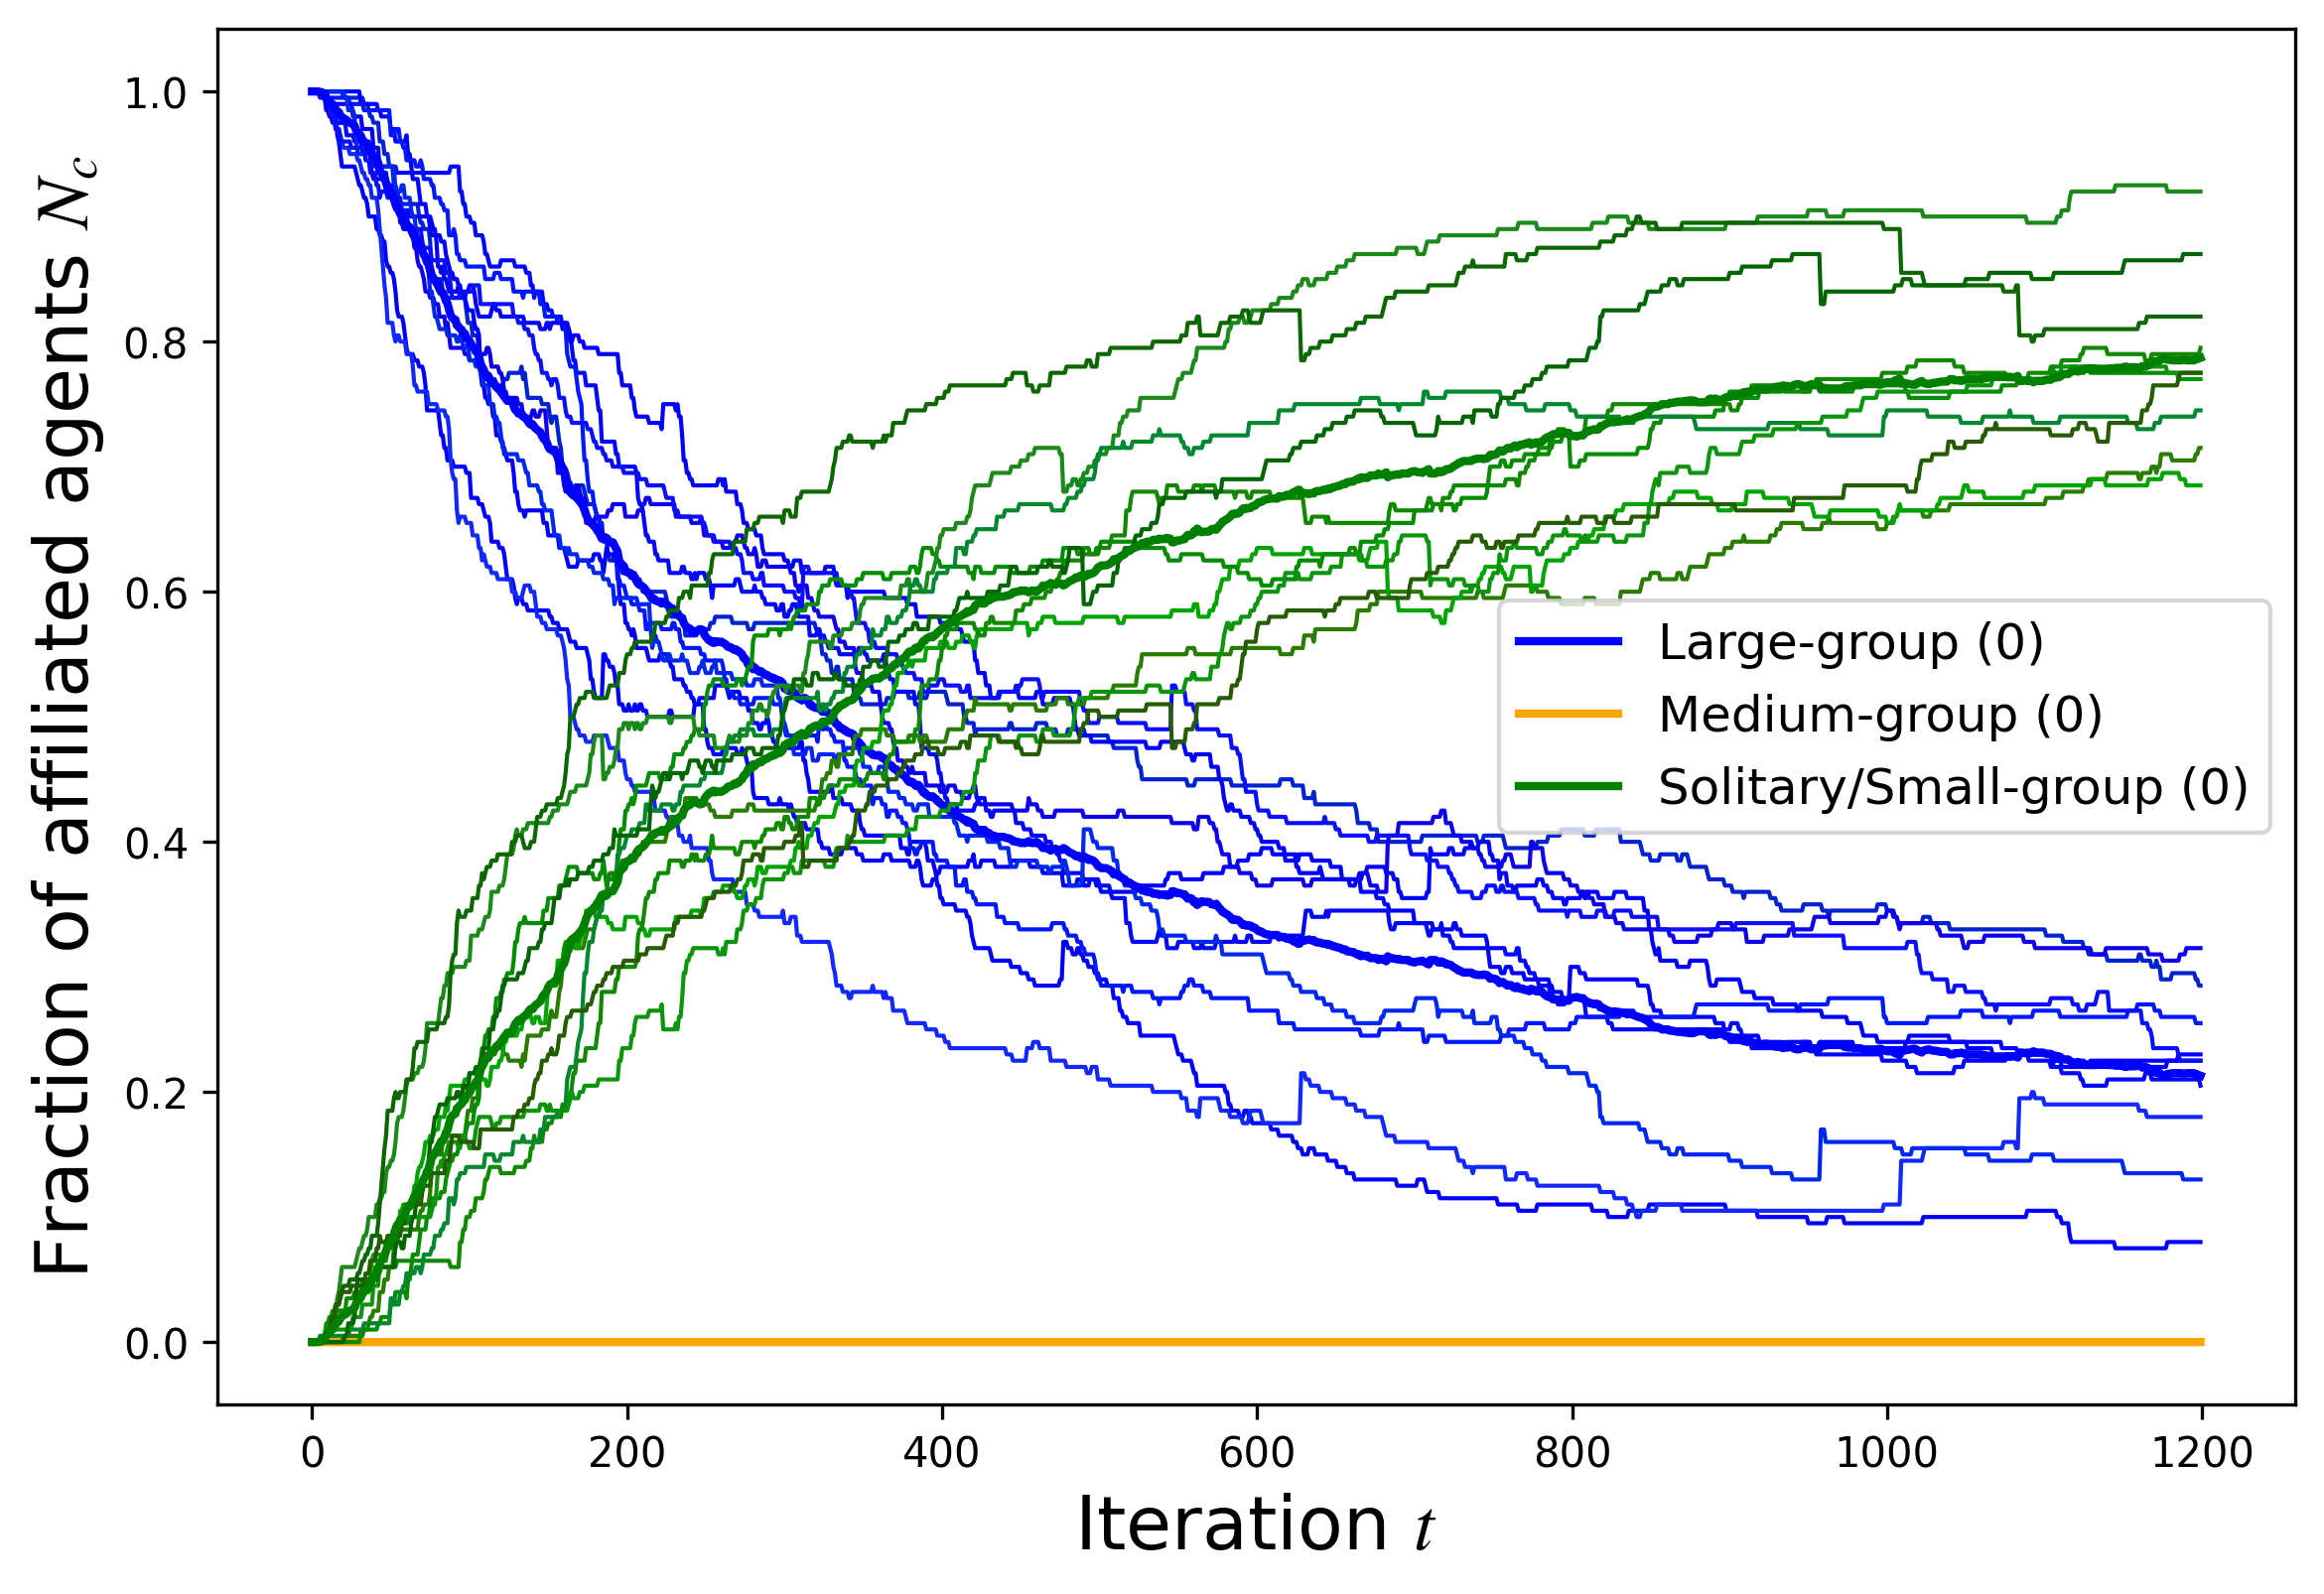 Fraction of affiliated agents N_c
1.0
0.8
0.6
0.4
0.2
0.0
Large-group (0)
Medium-group (0)
Solitary/Small-group (0)
0 200 400 600 800 1000 1200
Iteration t